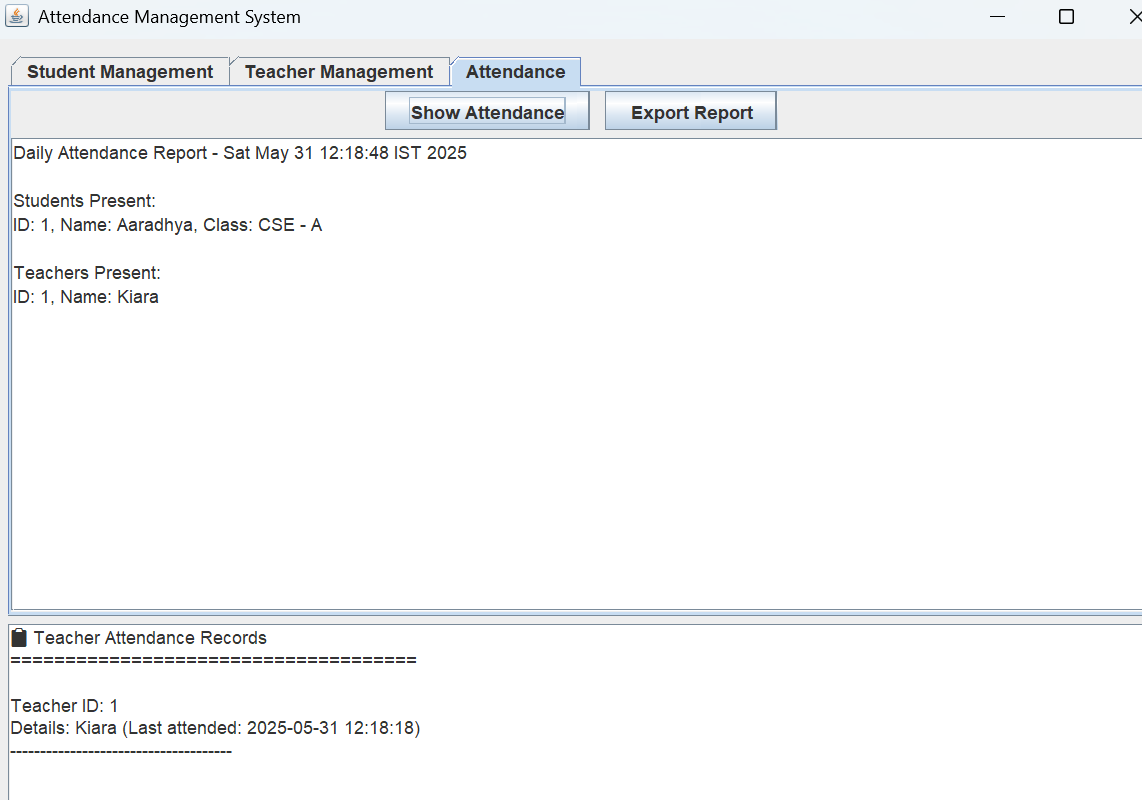 Attendance Management System
Student Management Teacher Management Attendance
Show Attendance Export Report
Daily Attendance Report - Sat May 31 12:18:48 IST 2025
Students Present:
ID: 1, Name: Aaradhya, Class: CSE - A
Teachers Present:
ID: 1, Name: Kiara
Teacher Attendance Records
=====================================
Teacher ID: 1
Details: Kiara (Last attended: 2025-05-31 12:18:18)
-------------------------------------